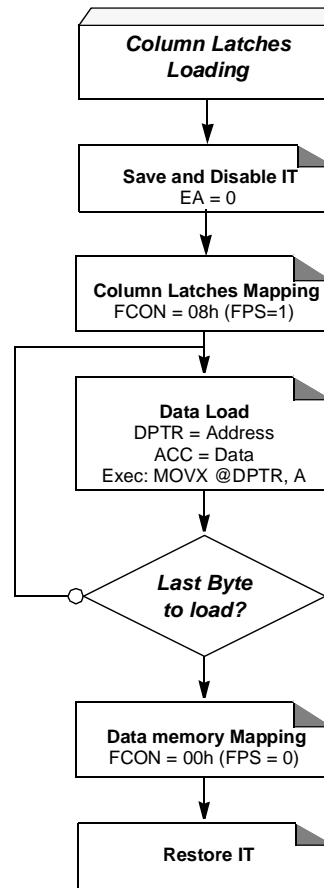 Column Latches
Loading
Save and Disable IT
EA = 0
Column Latches Mapping
FCON = 08h (FPS=1)
Data Load
DPTR = Address
ACC = Data
Exec: MOVX @DPTR, A
Last Byte
to load?
Data memory Mapping
FCON = 00h (FPS = 0)
Restore IT